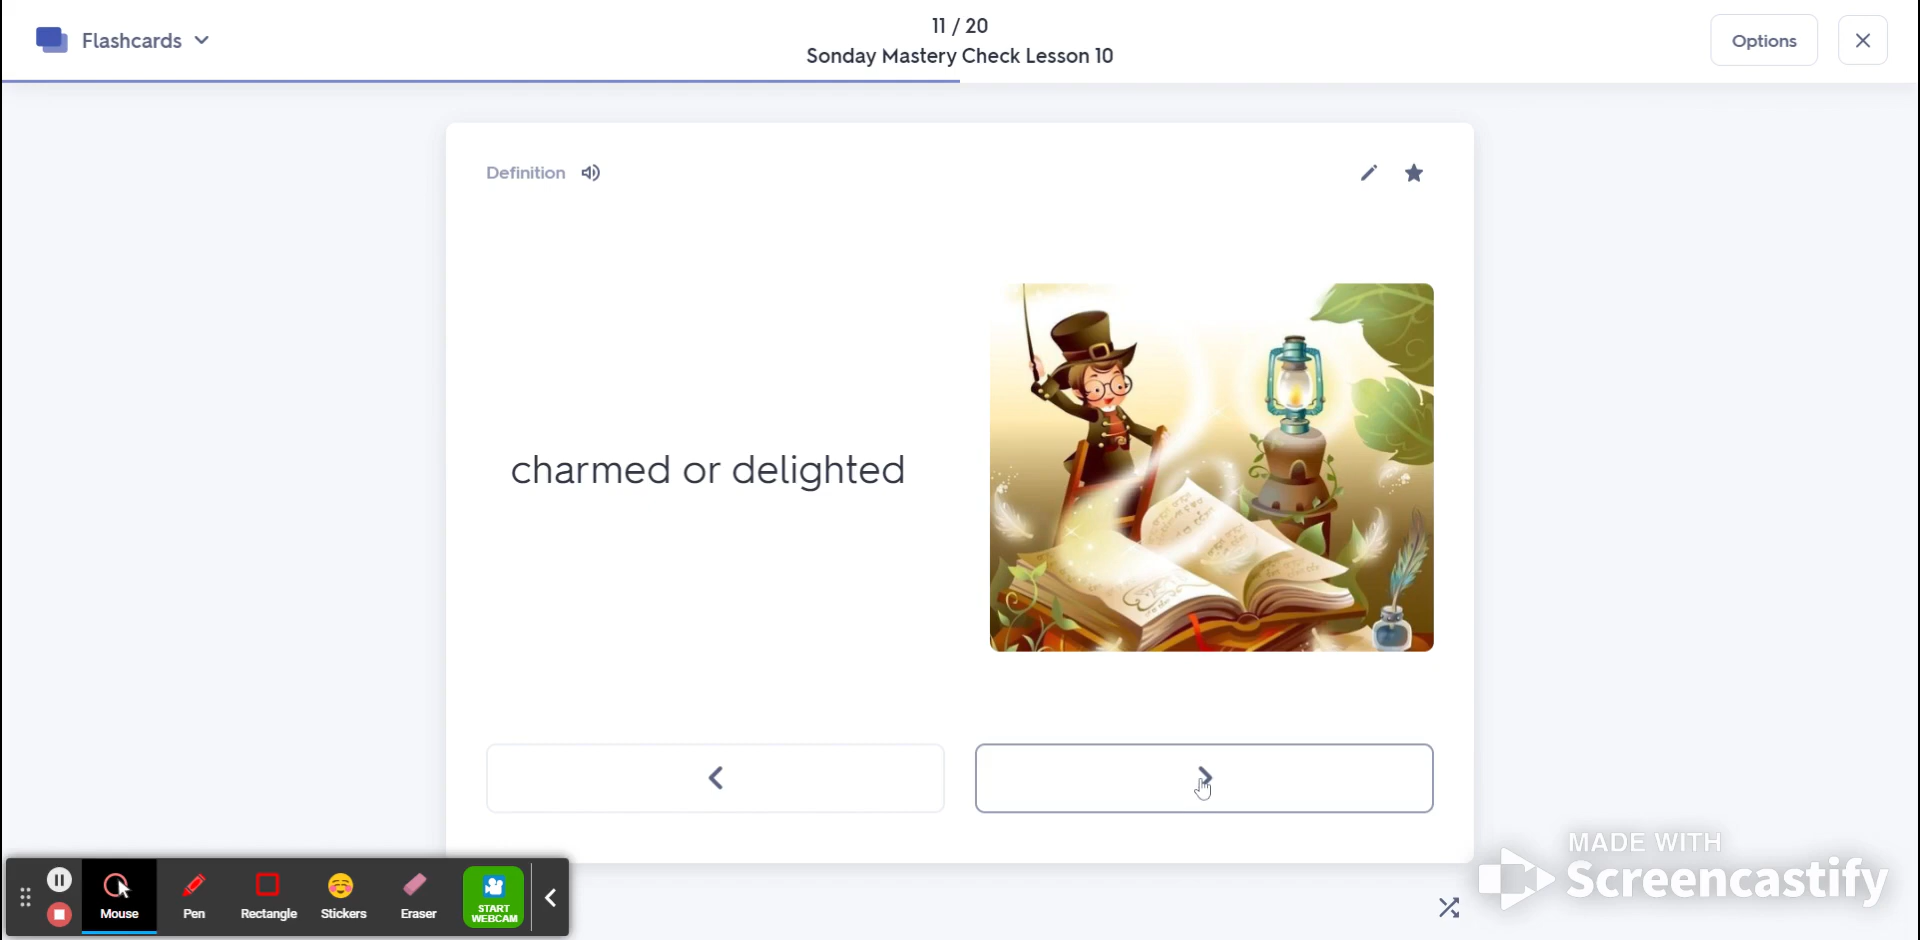 Flashcards
11 / 20
Sonday Mastery Check Lesson 10
Options
Definition
charmed or delighted
Mouse
Pen
Rectangle
Stickers
Eraser
START
WEBCAM
MADE WITH
Screencastify